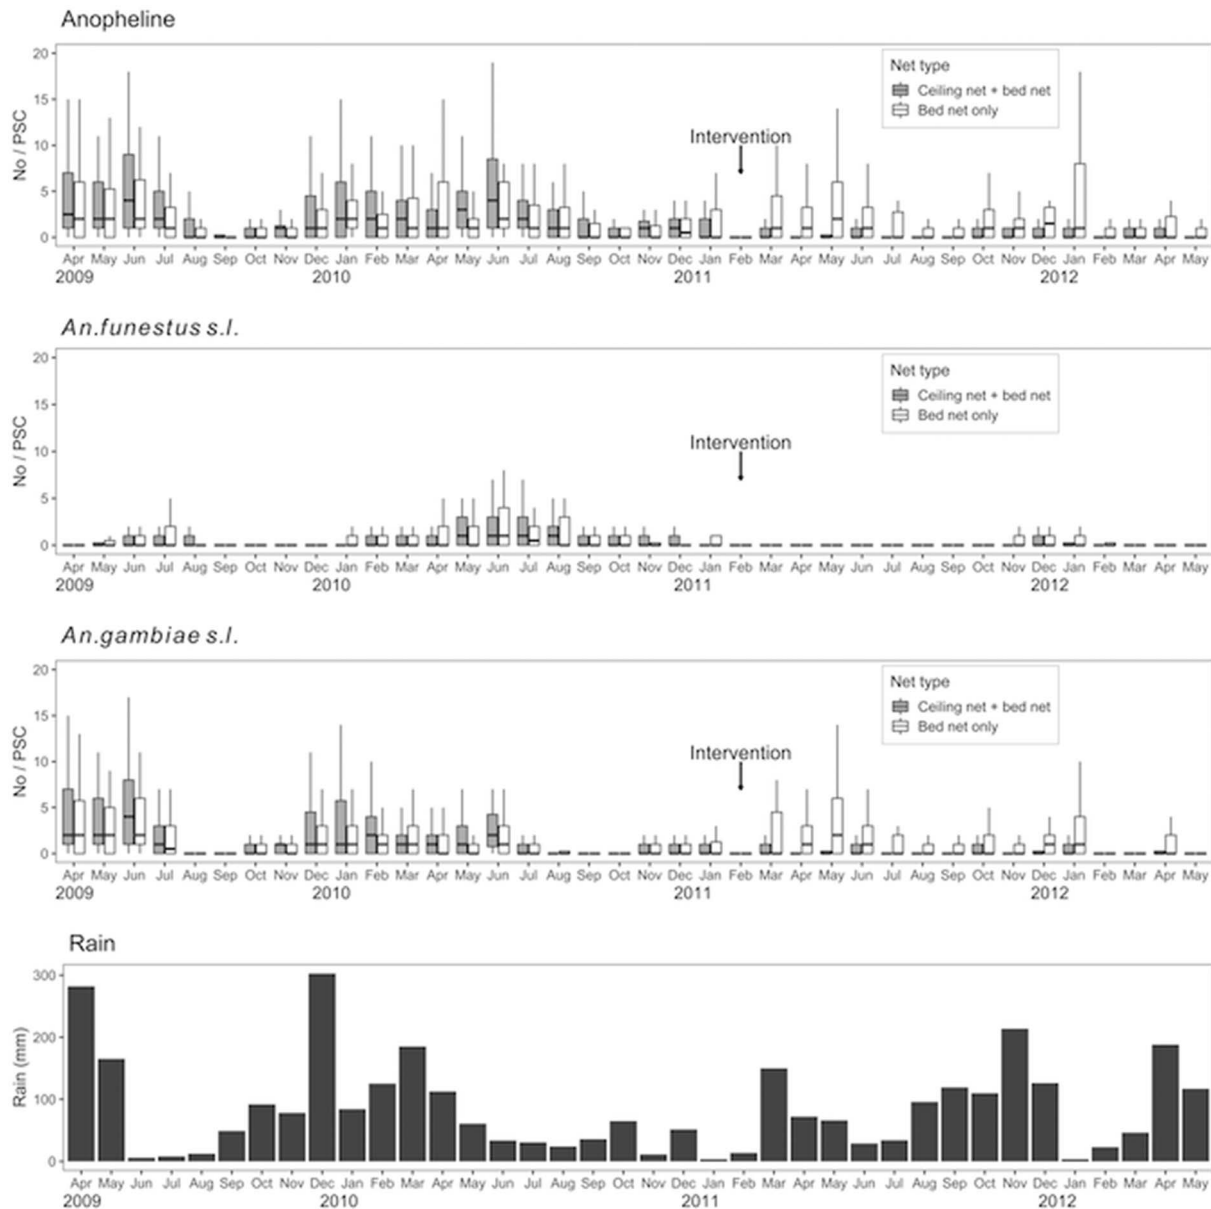 Anopheline
No / PSC
20
15
10
5
0
Net type
Ceiling net + bed net
Bed net only
Intervention
Apr May Jun Jul Aug Sep Oct Nov Dec Jan Feb Mar Apr May Jun Jul Aug Sep Oct Nov Dec Jan Feb Mar Apr May Jun Jul Aug Sep Oct Nov Dec Jan Feb Mar Apr May
2009 2010 2011 2012
An.funestus s.l.
No / PSC
20
15
10
5
0
Net type
Ceiling net + bed net
Bed net only
Intervention
Apr May Jun Jul Aug Sep Oct Nov Dec Jan Feb Mar Apr May Jun Jul Aug Sep Oct Nov Dec Jan Feb Mar Apr May Jun Jul Aug Sep Oct Nov Dec Jan Feb Mar Apr May
2009 2010 2011 2012
An.gambiae s.l.
No / PSC
20
15
10
5
0
Net type
Ceiling net + bed net
Bed net only
Intervention
Apr May Jun Jul Aug Sep Oct Nov Dec Jan Feb Mar Apr May Jun Jul Aug Sep Oct Nov Dec Jan Feb Mar Apr May Jun Jul Aug Sep Oct Nov Dec Jan Feb Mar Apr May
2009 2010 2011 2012
Rain
Rain (mm)
300
200
100
0
Apr May Jun Jul Aug Sep Oct Nov Dec Jan Feb Mar Apr May Jun Jul Aug Sep Oct Nov Dec Jan Feb Mar Apr May Jun Jul Aug Sep Oct Nov Dec Jan Feb Mar Apr May
2009 2010 2011 2012